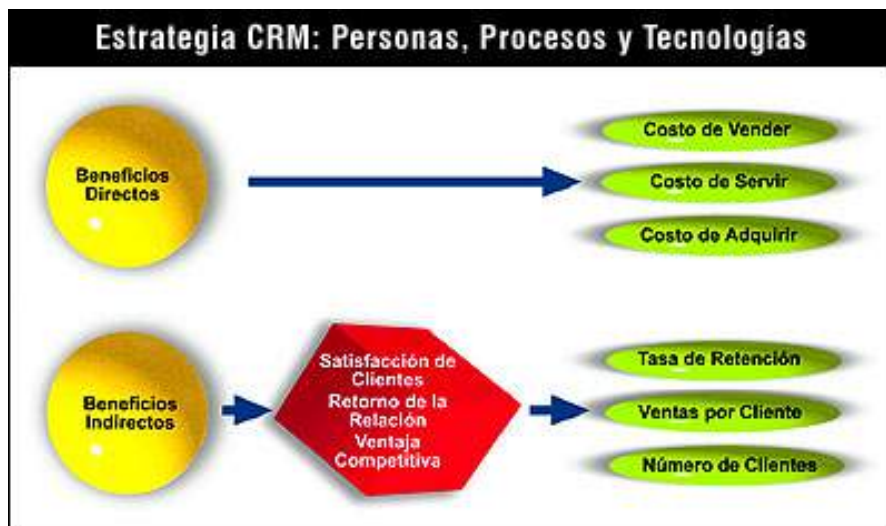 Estrategia CRM: Personas, Procesos y Tecnologías
Beneficios
Directos
Costo de Vender
Costo de Servir
Costo de Adquirir
Beneficios
Indirectos
Satisfacción de
Clientes
Retorno de la
Relación
Ventaja
Competitiva
Tasa de Retención
Ventas por Cliente
Número de Clientes